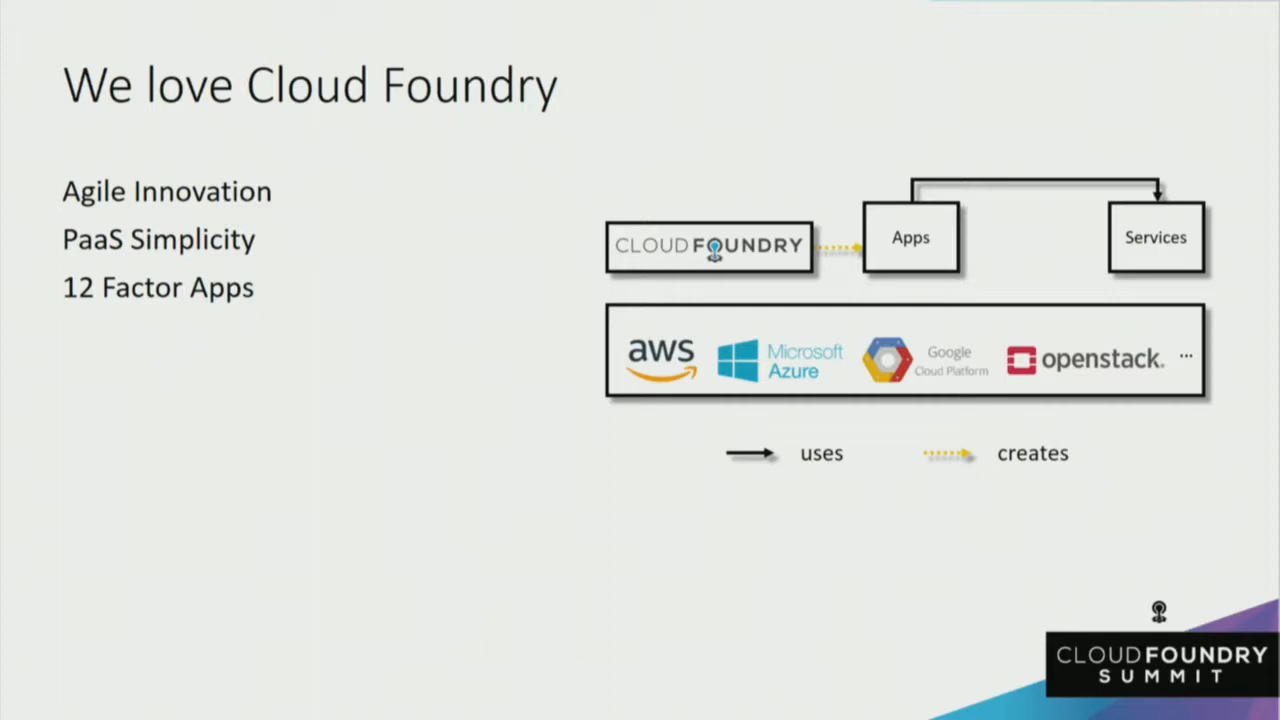 We love Cloud Foundry
Agile Innovation
PaaS Simplicity
12 Factor Apps
CLOUD FOUNDRY
Apps
Services
aws
Microsoft Azure
Google Cloud Platform
openstack.
...
uses
creates
CLOUD FOUNDRY
SUMMIT